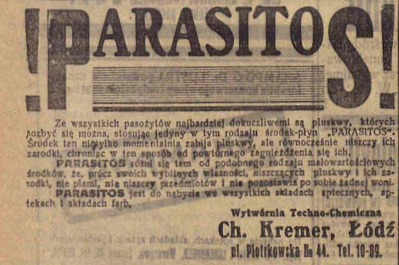 !PARASITOS!
Ze wszystkich pasożytów najbardziej dokuczliwemi są pluskwy, których
pozbyć się można, stosując jedyny w tym rodzaju środek-płyn „PARASITOS".
Środek ten nietylko momentalnie zabija pluskwy, ale równocześnie niszczy ich
zarodki, chroniąc w ten sposób od powtórnego zagnieżdżenia się ich.
PARASITOS różni się tem od podobnego rodzaju małowartościowych
środków, że, prócz swoich wybitnych własności, niszczących pluskwy i ich za-
rodki, nie plami, nie niszczy przedmiotów i nie pozostawia po sobie żadnej woni
PARASITOS jest do nabycia we wszystkich składach aptecznych, ap-
tekach i składach farb.
Wytwórnia Techno-Chemiczna
Ch. Kremer, Łódź
ul. Piotrkowska № 44. Tel. 10-89.